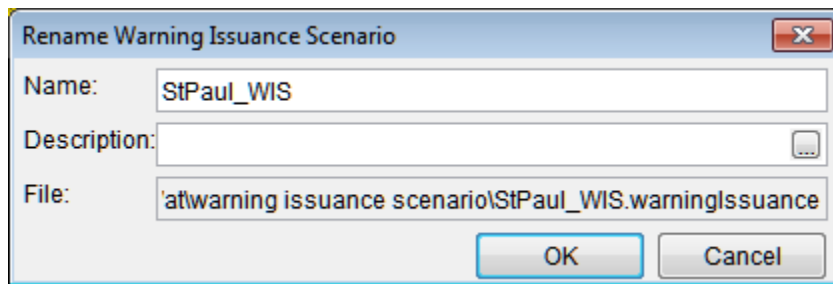 Rename Warning Issuance Scenario
Name:
StPaul_WIS
Description:
...
File:
'at\warning issuance scenario\StPaul_WIS.warningIssuance
OK
Cancel